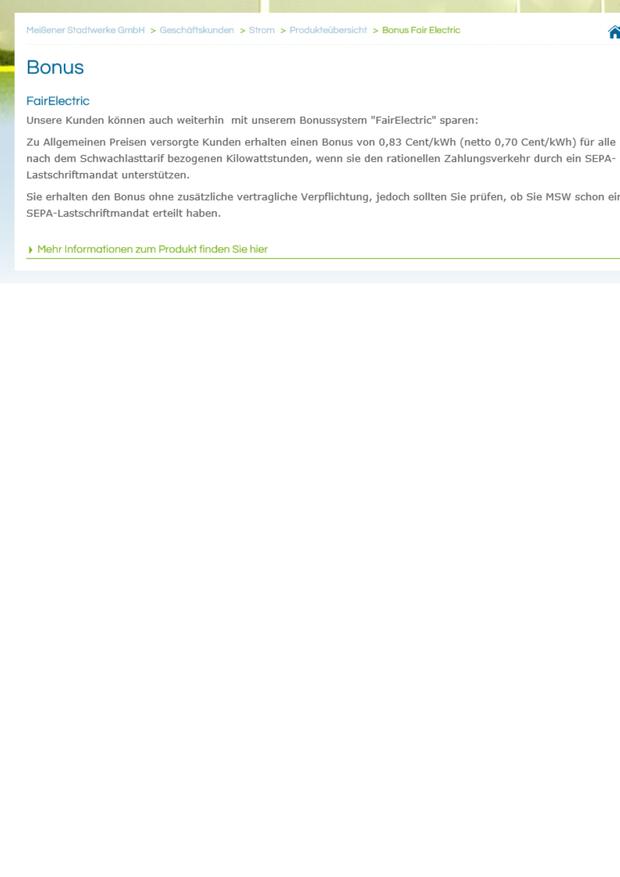 Meißener Stadtwerke GmbH > Geschäftskunden > Strom > Produkteübersicht > Bonus Fair Electric
Bonus
FairElectric
Unsere Kunden können auch weiterhin mit unserem Bonussystem "FairElectric" sparen:
Zu Allgemeinen Preisen versorgte Kunden erhalten einen Bonus von 0,83 Cent/kWh (netto 0,70 Cent/kWh) für alle
nach dem Schwachlasttarif bezogenen Kilowattstunden, wenn sie den rationellen Zahlungsverkehr durch ein SEPA-
Lastschriftmandat unterstützen.
Sie erhalten den Bonus ohne zusätzliche vertragliche Verpflichtung, jedoch sollten Sie prüfen, ob Sie MSW schon
SEPA-Lastschriftmandat erteilt haben.
Mehr Informationen zum Produkt finden Sie hier